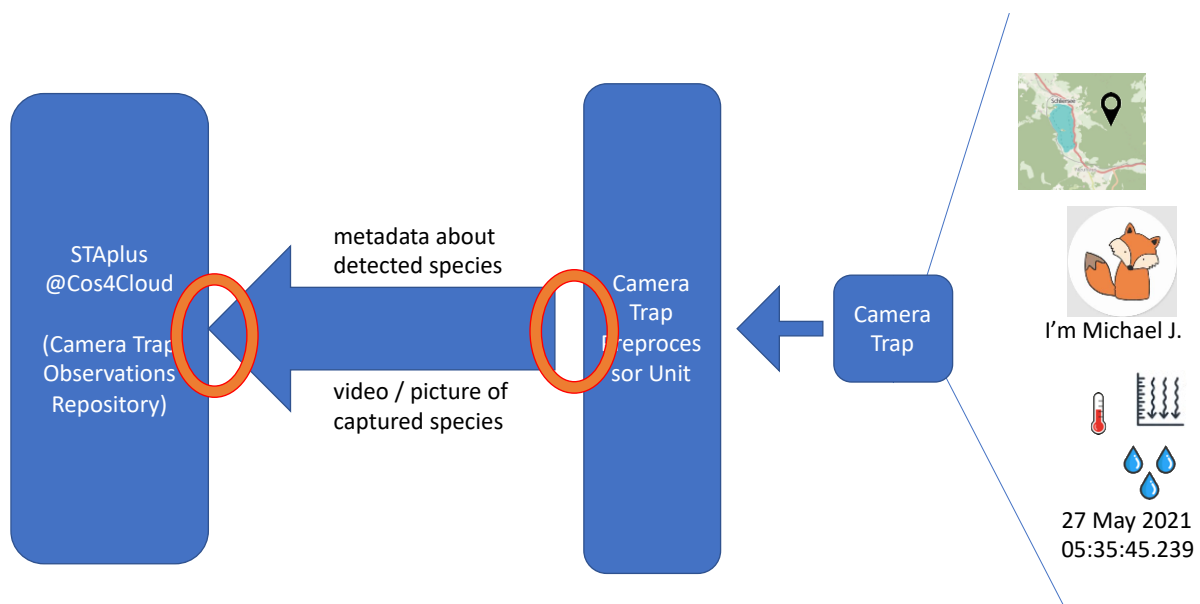 STAplus
@Cos4Cloud
(Camera Trap
Observations
Repository)
metadata about
detected species
video / picture of
captured species
Camera
Trap
Preproces
sor Unit
Camera
Trap
Schliersee
I'm Michael J.
27 May 2021
05:35:45.239